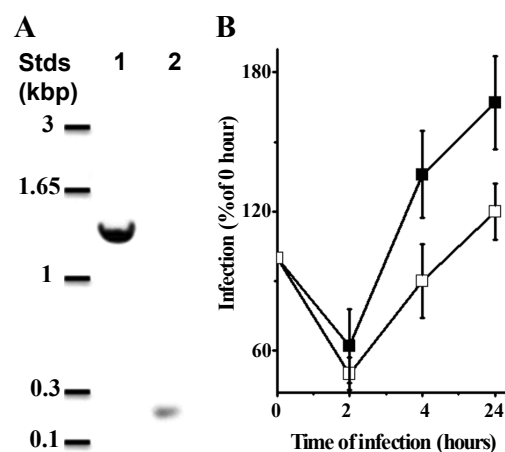 A
Stds 1 2
(kbp)
3
1.65
1
0.3
0.1
B
Infection (% of 0 hour)
180
120
60
0 2 4 24
Time of infection (hours)